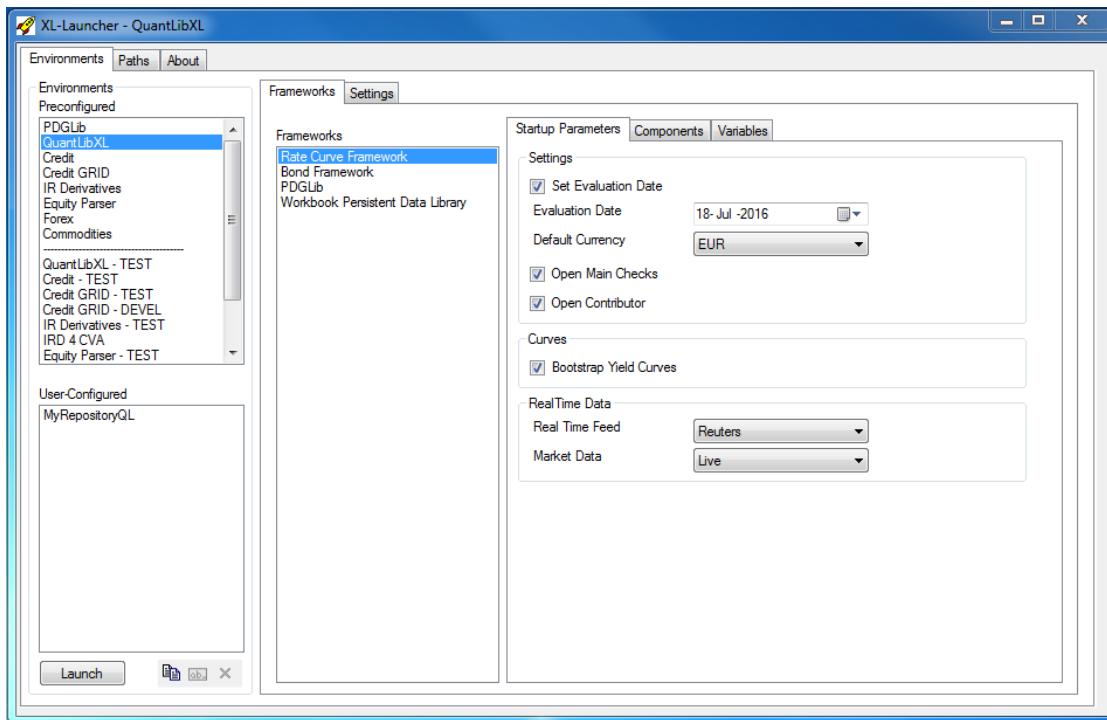 XL-Launcher - QuantLibXL
Environments Paths About
Environments
Preconfigured
PDGLib
QuantLibXL
Credit
Credit GRID
IR Derivatives
Equity Parser
Forex
Commodities
----------------------------------------
QuantLibXL - TEST
Credit - TEST
Credit GRID - TEST
Credit GRID - DEVEL
IR Derivatives - TEST
IRD 4 CVA
Equity Parser - TEST
User-Configured
MyRepositoryQL
Launch
ab.
Frameworks Settings
Frameworks
Rate Curve Framework
Bond Framework
PDGLib
Workbook Persistent Data Library
Startup Parameters Components Variables
Settings
Set Evaluation Date
Evaluation Date 18- Jul -2016
Default Currency EUR
Open Main Checks
Open Contributor
Curves
Bootstrap Yield Curves
RealTime Data
Real Time Feed Reuters
Market Data Live